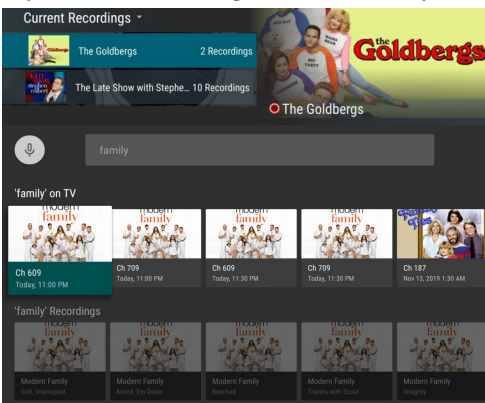 Current Recordings
The Goldbergs 2 Recordings
The Late Show with Stephe... 10 Recordings
the
Goldbergs
The Goldbergs
family
'family' on TV
modern
family
Ch 609
Today, 11:00 PM
modern
family
Ch 709
Today, 11:00 PM
modern
family
Ch 609
Today, 11:30 PM
modern
family
Ch 709
Today, 11:30 PM
Family
Ties
Ch 187
Nov 13, 2019 1:30 AM
'family' Recordings
modern
family
Modern Family
Grill, Interrupted
modern
family
Modern Family
Knock 'Em Down
modern
family
Modern Family
Benched
modern
family
Modern Family
Travels with Scout
modern
family
Modern Family
Integrity